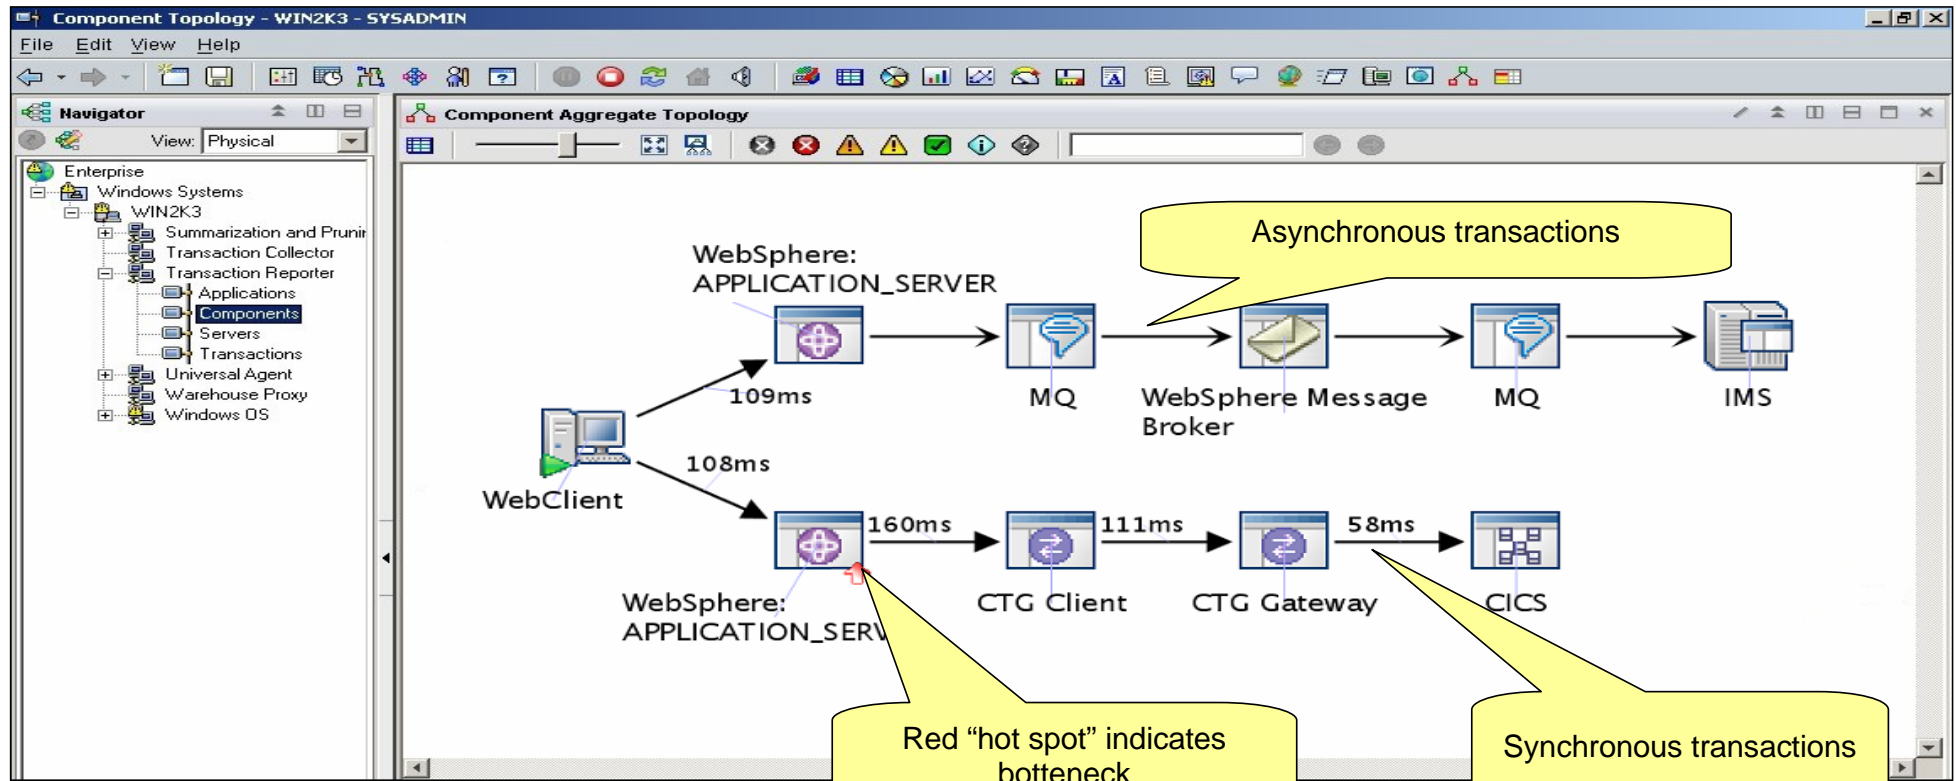 Component Topology - WIN2K3 - SYSADMIN
File Edit View Help
Navigator
View: Physical
Enterprise
Windows Systems
WIN2K3
Summarization and Prunin
Transaction Collector
Transaction Reporter
Applications
Components
Servers
Transactions
Universal Agent
Warehouse Proxy
Windows OS
Component Aggregate Topology
Asynchronous transactions
WebSphere:
APPLICATION_SERVER
MQ
WebSphere Message
Broker
MQ
IMS
109ms
108ms
WebClient
160ms
111ms
58ms
WebSphere:
APPLICATION_SERV
CTG Client
CTG Gateway
CICS
Red “hot spot” indicates
botteneck
Synchronous transactions